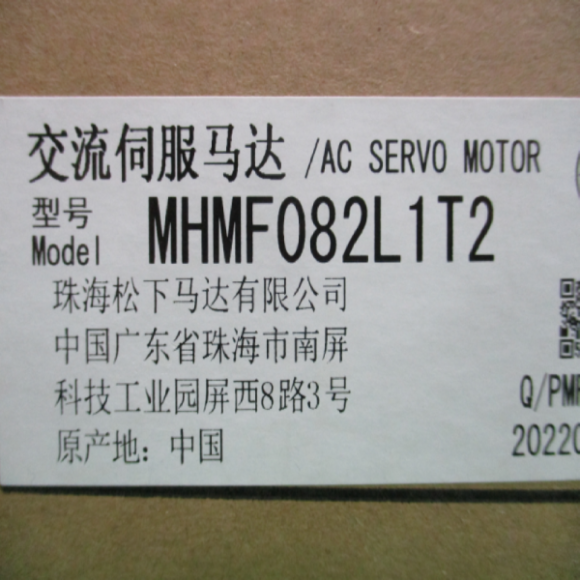 交流伺服马达 /AC SERVO MOTOR
型号
Model MHMF082L1T2
珠海松下马达有限公司
中国广东省珠海市南屏
科技工业园屏西8路3号
Q/PM
原产地: 中国
2022